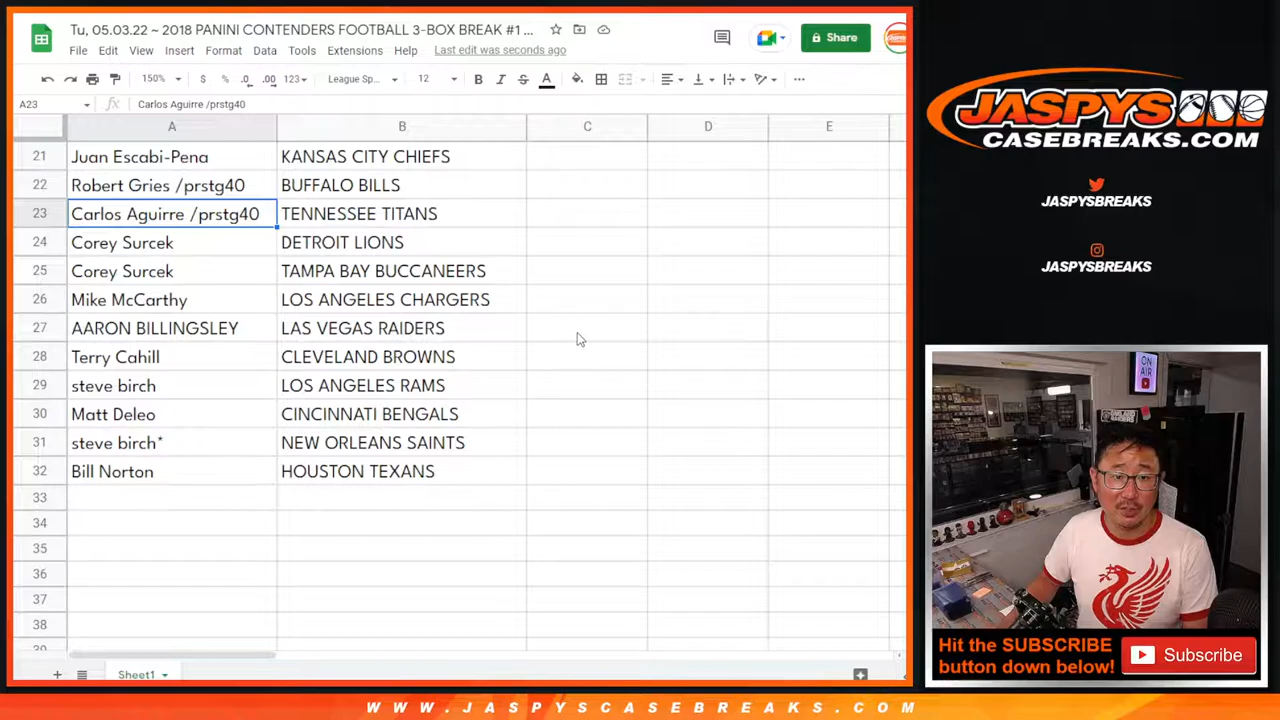 Tu, 05.03.22 ~ 2018 PANINI CONTENDERS FOOTBALL 3-BOX BREAK #1 ...
File Edit View Insert Format Data Tools Extensions Help Last edit was seconds ago
Share
150% $ % .0 .00 123 League Sp... 12 B I S A
A23 fx Carlos Aguirre /prstg40
A B C D E
21 Juan Escabi-Pena KANSAS CITY CHIEFS
22 Robert Gries /prstg40 BUFFALO BILLS
23 Carlos Aguirre /prstg40 TENNESSEE TITANS
24 Corey Surcek DETROIT LIONS
25 Corey Surcek TAMPA BAY BUCCANEERS
26 Mike McCarthy LOS ANGELES CHARGERS
27 AARON BILLINGSLEY LAS VEGAS RAIDERS
28 Terry Cahill CLEVELAND BROWNS
29 steve birch LOS ANGELES RAMS
30 Matt Deleo CINCINNATI BENGALS
31 steve birch* NEW ORLEANS SAINTS
32 Bill Norton HOUSTON TEXANS
33
34
35
36
37
38
39
Sheet1
JASPYS
CASEBREAKS.COM
JASPYSBREAKS
JASPYSBREAKS
ON
AIR
Hit the SUBSCRIBE
button down below!
Subscribe
WWW.JASPYSCASEBREAKS.COM